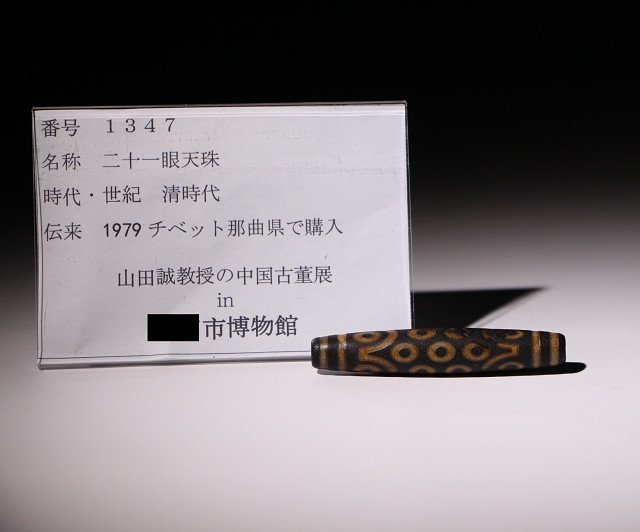 番号　１３４７
名称　二十一眼天珠
時代・世紀　清時代
伝来　1979 チベット那曲県で購入
山田誠教授の中国古董展
in
市博物館